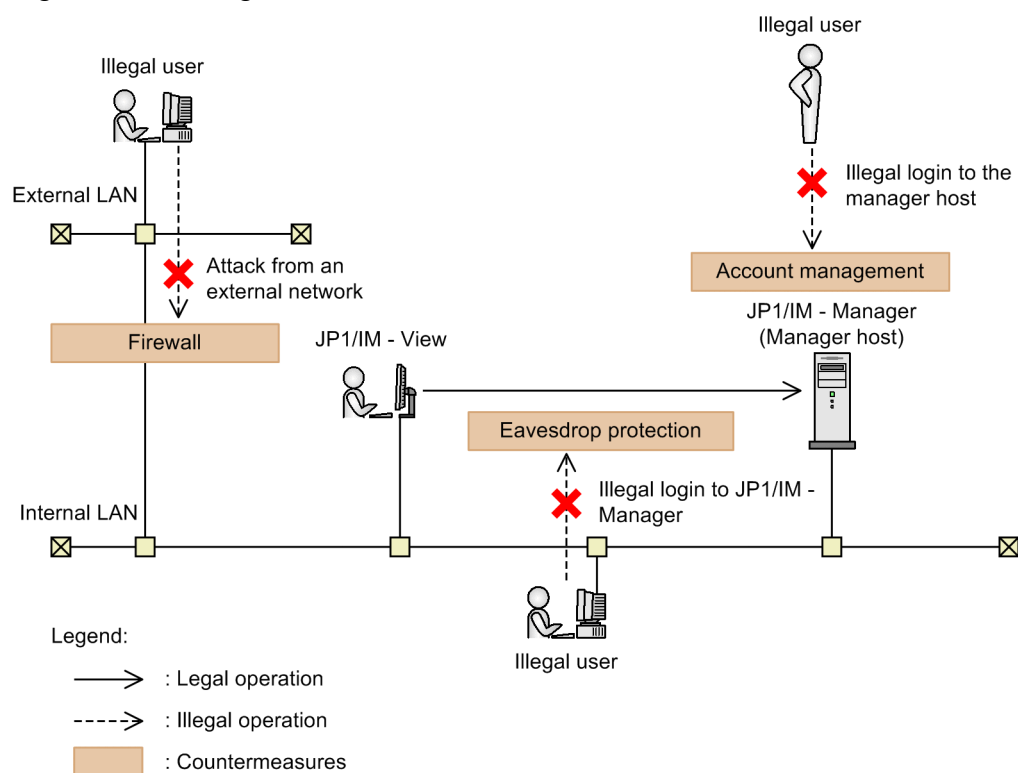 Illegal user
Illegal user
External LAN
Illegal login to the
manager host
Attack from an
external network
Account management
Firewall
JP1/IM - View
JP1/IM - Manager
(Manager host)
Eavesdrop protection
Illegal login to JP1/IM -
Manager
Internal LAN
Illegal user
Legend:
: Legal operation
: Illegal operation
: Countermeasures